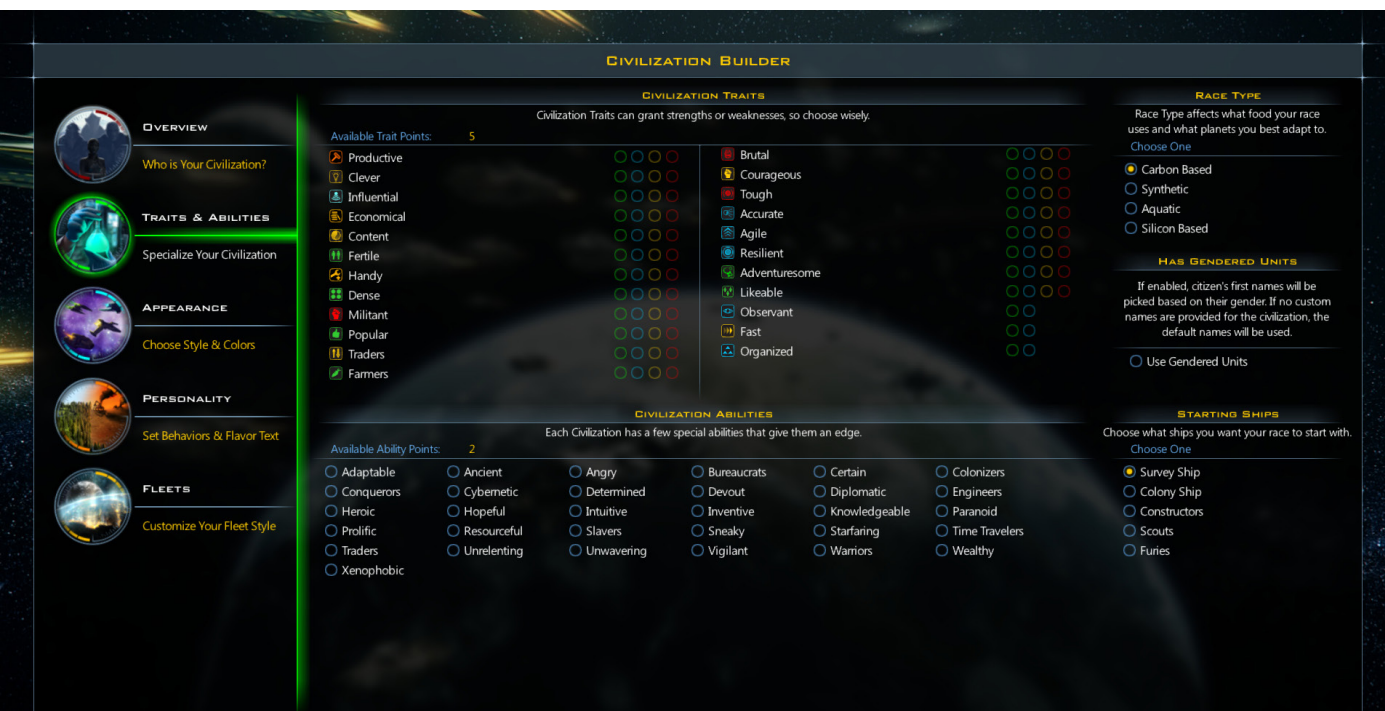 Civilization Builder
Overview
Who is Your Civilization?
Traits & Abilities
Specialize Your Civilization
Appearance
Choose Style & Colors
Personality
Set Behaviors & Flavor Text
Fleets
Customize Your Fleet Style
Civilization Traits
Civilization Traits can grant strengths or weaknesses, so choose wisely.
Available Trait Points: 5
Productive
Clever
Influential
Economical
Content
Fertile
Handy
Dense
Militant
Popular
Traders
Farmers
Brutal
Courageous
Tough
Accurate
Agile
Resilient
Adventuresome
Likeable
Observant
Fast
Organized
Civilization Abilities
Each Civilization has a few special abilities that give them an edge.
Available Ability Points: 2
Adaptable Ancient Angry Bureaucrats Certain Colonizers
Conquerors Cybernetic Determined Devout Diplomatic Engineers
Heroic Hopeful Intuitive Inventive Knowledgeable Paranoid
Prolific Resourceful Slavers Sneaky Starfaring Time Travelers
Traders Unrelenting Unwavering Vigilant Warriors Wealthy
Xenophobic
Race Type
Race Type affects what food your race
uses and what planets you best adapt to.
Choose One
Carbon Based
Synthetic
Aquatic
Silicon Based
Has Gendered Units
If enabled, citizen's first names will be
picked based on their gender. If no custom
names are provided for the civilization, the
default names will be used.
Use Gendered Units
Starting Ships
Choose what ships you want your race to start with.
Choose One
Survey Ship
Colony Ship
Constructors
Scouts
Furies